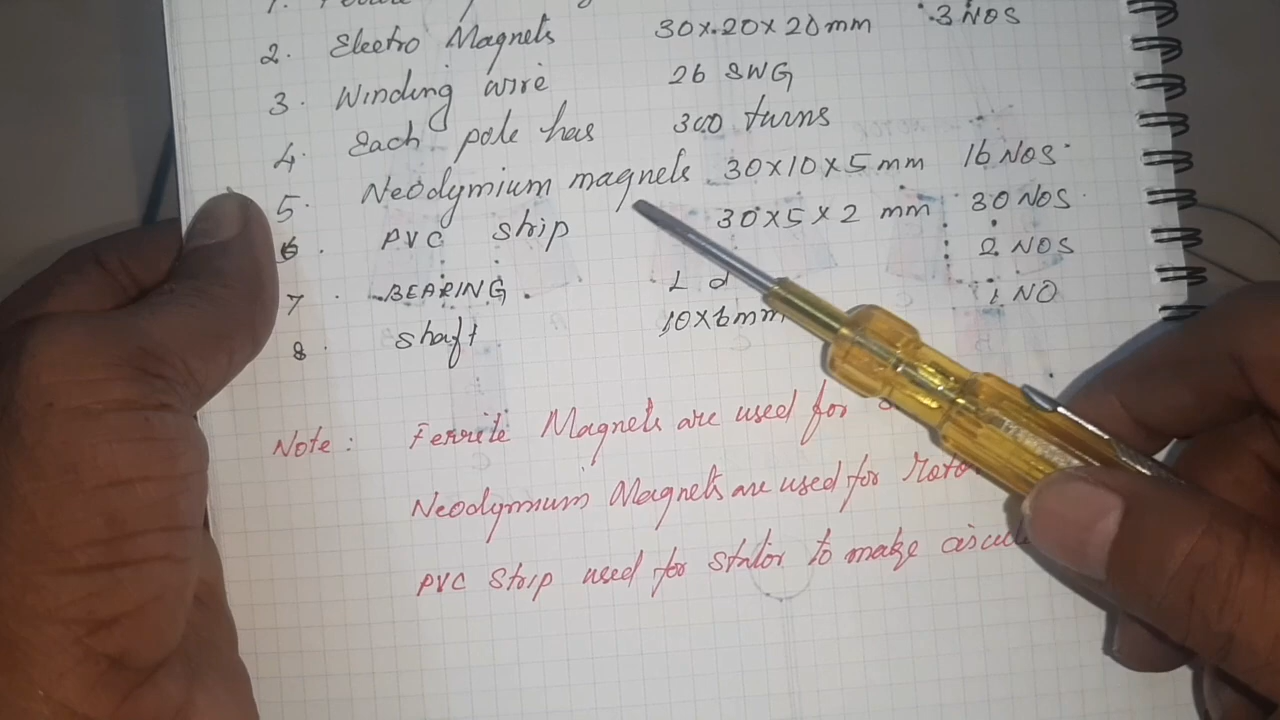 2. Electro Magnets 30x20x20mm 3 NOS
3. Winding wire 26 SWG
4. Each pole has 300 turns
5. Neodymium magnets 30x10x5mm 16 NOS
6. PVC strip 30x5x2 mm 30 NOS
7. BEARING 2 NOS
8. shaft 10x6mm 1 NO
Note: Ferrite Magnets are used for
Neodymium Magnets are used for
PVC strip used for stator to make